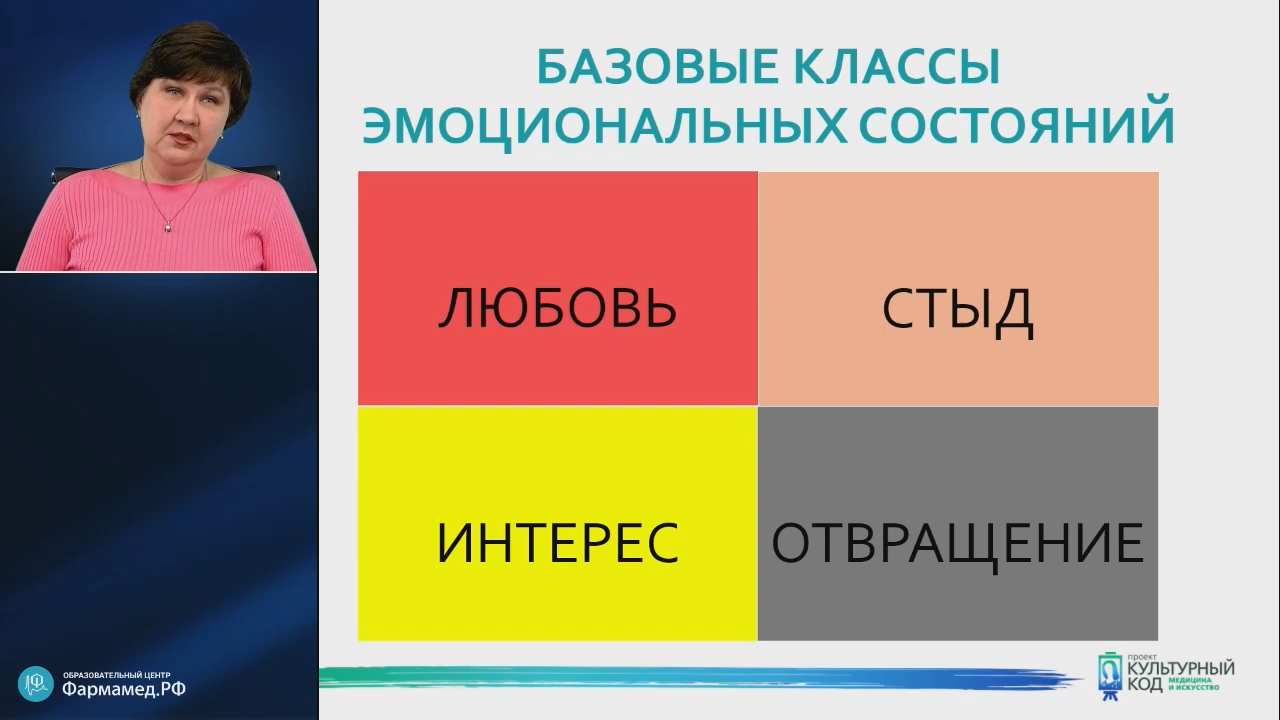 БАЗОВЫЕ КЛАССЫ
ЭМОЦИОНАЛЬНЫХ СОСТОЯНИЙ
ЛЮБОВЬ
СТЫД
ИНТЕРЕС
ОТВРАЩЕНИЕ
ОБРАЗОВАТЕЛЬНЫЙ ЦЕНТР
Фармамед.РФ
проект
КУЛЬТУРНЫЙ
КОД
МЕДИЦИНА
И ИСКУССТВО